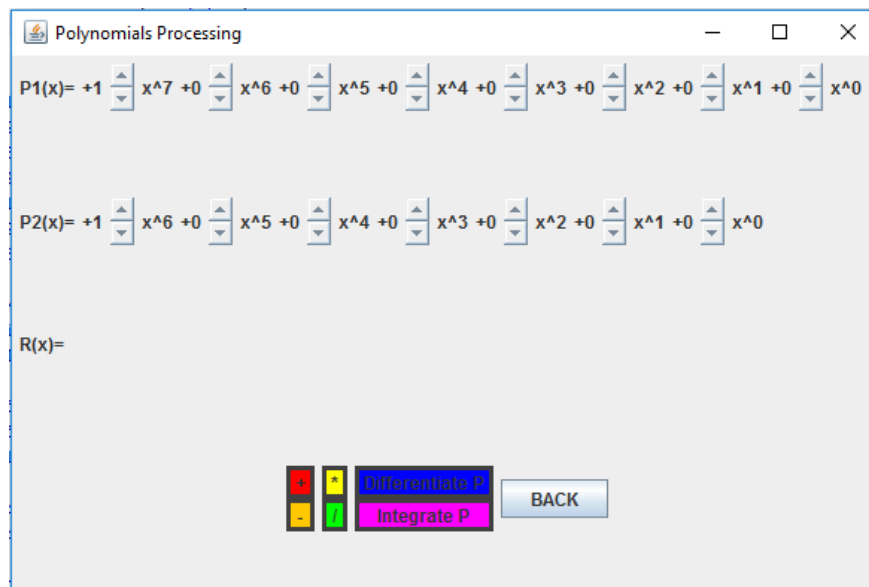 Polynomials Processing
P1(x)= +1 x^7 +0 x^6 +0 x^5 +0 x^4 +0 x^3 +0 x^2 +0 x^1 +0 x^0
P2(x)= +1 x^6 +0 x^5 +0 x^4 +0 x^3 +0 x^2 +0 x^1 +0 x^0
R(x)=
+ * Differentiate P
- / Integrate P
BACK